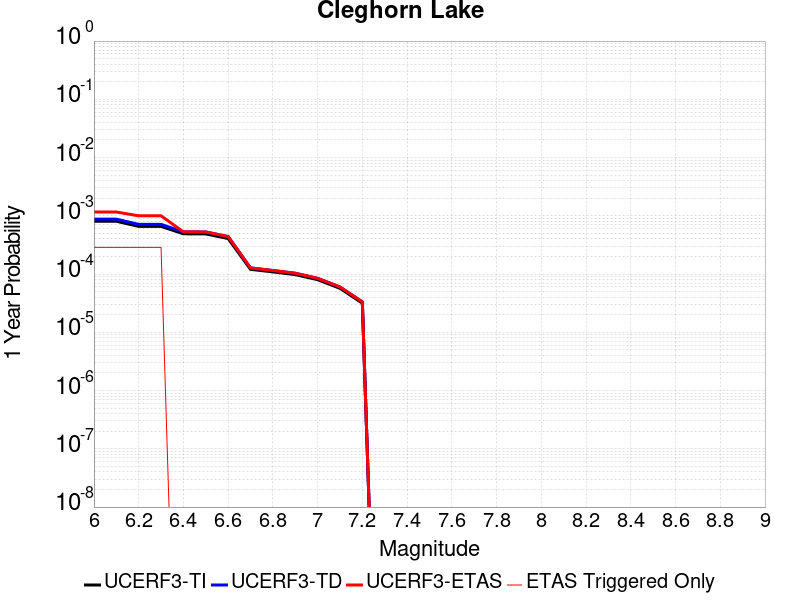 Cleghorn Lake
10^0
10^-1
10^-2
10^-3
10^-4
10^-5
10^-6
10^-7
10^-8
1 Year Probability
6 6.2 6.4 6.6 6.8 7 7.2 7.4 7.6 7.8 8 8.2 8.4 8.6 8.8 9
Magnitude
UCERF3-TI UCERF3-TD UCERF3-ETAS ETAS Triggered Only